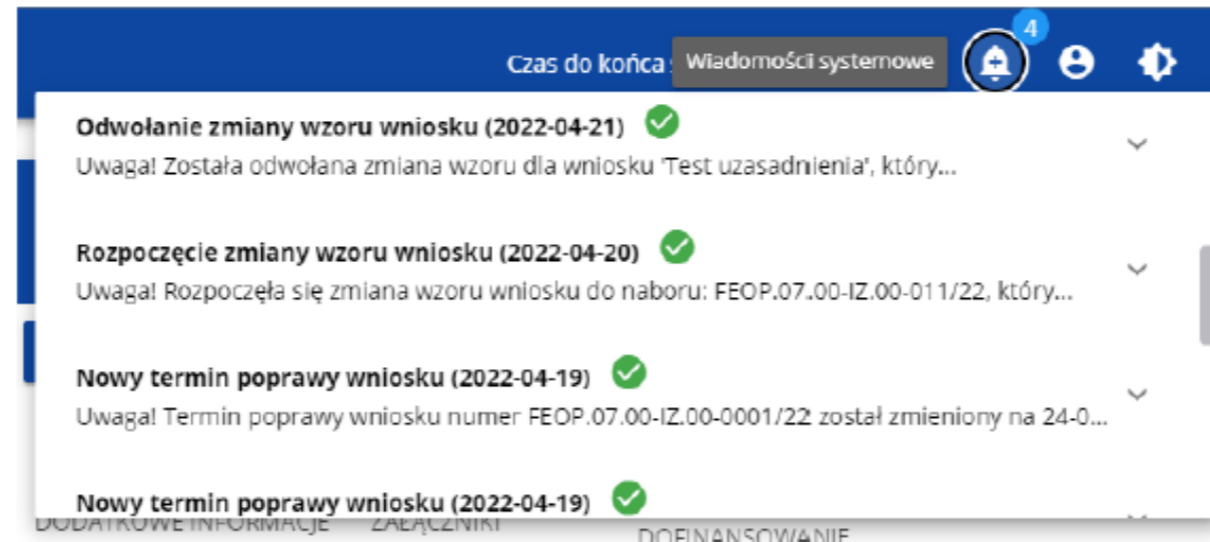 4
Czas do końca
Wiadomości systemowe
Odwołanie zmiany wzoru wniosku (2022-04-21)
Uwaga! Została odwołana zmiana wzoru dla wniosku 'Test uzasadnienia', który...
Rozpoczęcie zmiany wzoru wniosku (2022-04-20)
Uwaga! Rozpoczęła się zmiana wzoru wniosku do naboru: FEOP.07.00-IZ.00-011/22, który...
Nowy termin poprawy wniosku (2022-04-19)
Uwaga! Termin poprawy wniosku numer FEOP.07.00-IZ.00-0001/22 został zmieniony na 24-0...
Nowy termin poprawy wniosku (2022-04-19)
DODATKOWE INFORMACJE ZAŁĄCZNIKI
DOFINANSOWANIE